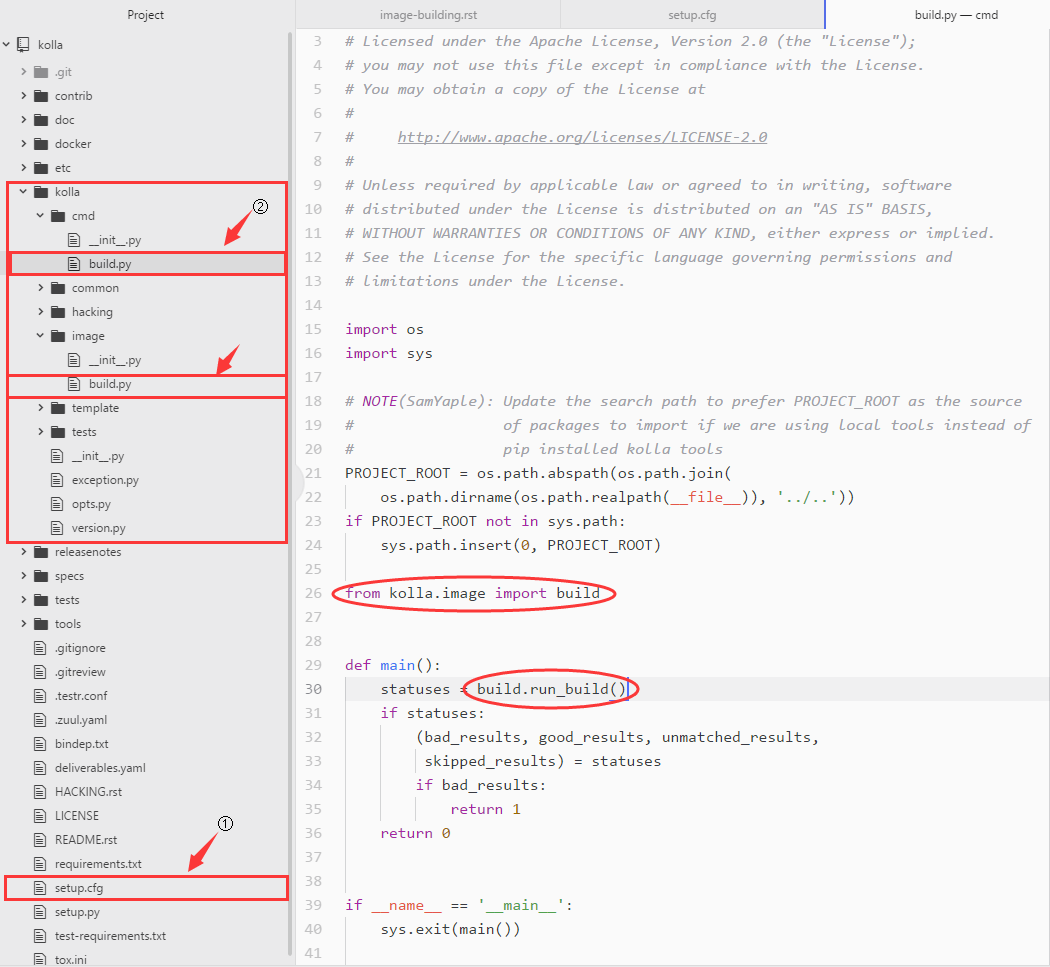 Project
kolla
.git
contrib
doc
docker
etc
kolla
cmd
②
__init__.py
build.py
common
hacking
image
__init__.py
build.py
template
tests
__init__.py
exception.py
opts.py
version.py
releasenotes
specs
tests
tools
.gitignore
.gitreview
.testr.conf
.zuul.yaml
bindep.txt
deliverables.yaml
HACKING.rst
LICENSE
①
README.rst
requirements.txt
setup.cfg
setup.py
test-requirements.txt
tox.ini
image-building.rst
setup.cfg
build.py — cmd
3 # Licensed under the Apache License, Version 2.0 (the "License");
4 # you may not use this file except in compliance with the License.
5 # You may obtain a copy of the License at
6 #
7 #     http://www.apache.org/licenses/LICENSE-2.0
8 #
9 # Unless required by applicable law or agreed to in writing, software
10 # distributed under the License is distributed on an "AS IS" BASIS,
11 # WITHOUT WARRANTIES OR CONDITIONS OF ANY KIND, either express or implied.
12 # See the License for the specific language governing permissions and
13 # limitations under the License.
14
15 import os
16 import sys
17
18 # NOTE(SamYaple): Update the search path to prefer PROJECT_ROOT as the source
19 #                 of packages to import if we are using local tools instead of
20 #                 pip installed kolla tools
21 PROJECT_ROOT = os.path.abspath(os.path.join(
22     os.path.dirname(os.path.realpath(__file__)), '../..'))
23 if PROJECT_ROOT not in sys.path:
24     sys.path.insert(0, PROJECT_ROOT)
25
26 from kolla.image import build
27
28
29 def main():
30     statuses = build.run_build()
31     if statuses:
32         (bad_results, good_results, unmatched_results,
33          skipped_results) = statuses
34         if bad_results:
35             return 1
36     return 0
37
38
39 if __name__ == '__main__':
40     sys.exit(main())
41